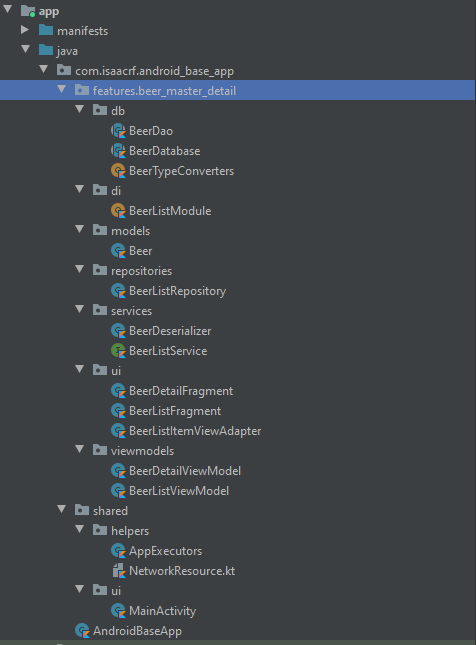 app
manifests
java
com.isaacrf.android_base_app
features.beer_master_detail
db
BeerDao
BeerDatabase
BeerTypeConverters
di
BeerListModule
models
Beer
repositories
BeerListRepository
services
BeerDeserializer
BeerListService
ui
BeerDetailFragment
BeerListFragment
BeerListItemViewAdapter
viewmodels
BeerDetailViewModel
BeerListViewModel
shared
helpers
AppExecutors
NetworkResource.kt
ui
MainActivity
AndroidBaseApp